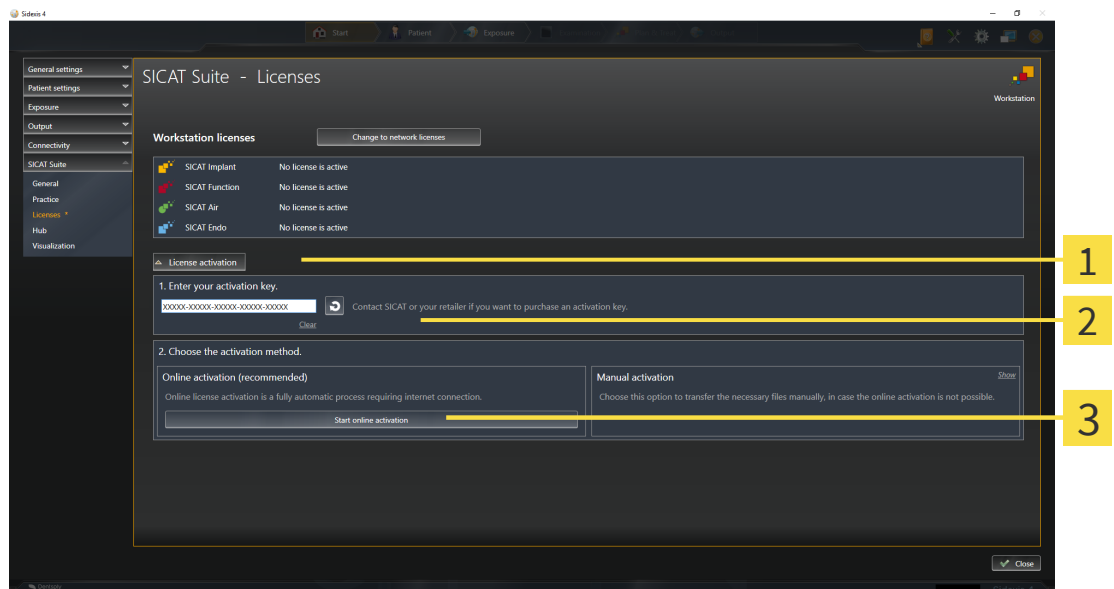 Sidexis 4
Start Patient Exposure
General settings
Patient settings
Exposure
Output
Connectivity
SICAT Suite
General
Practice
Licenses *
Hub
Visualization
SICAT Suite - Licenses
Workstation
Workstation licenses Change to network licenses
SICAT Implant No license is active
SICAT Function No license is active
SICAT Air No license is active
SICAT Endo No license is active
License activation
1
1. Enter your activation key.
XXXXX-XXXXX-XXXXX-XXXXX-XXXXX Contact SICAT or your retailer if you want to purchase an activation key.
Clear
2
2. Choose the activation method.
Online activation (recommended)
Online license activation is a fully automatic process requiring internet connection.
Start online activation
Manual activation Show
Choose this option to transfer the necessary files manually, in case the online activation is not possible.
3
Close
Dentsply
Sidexis 4